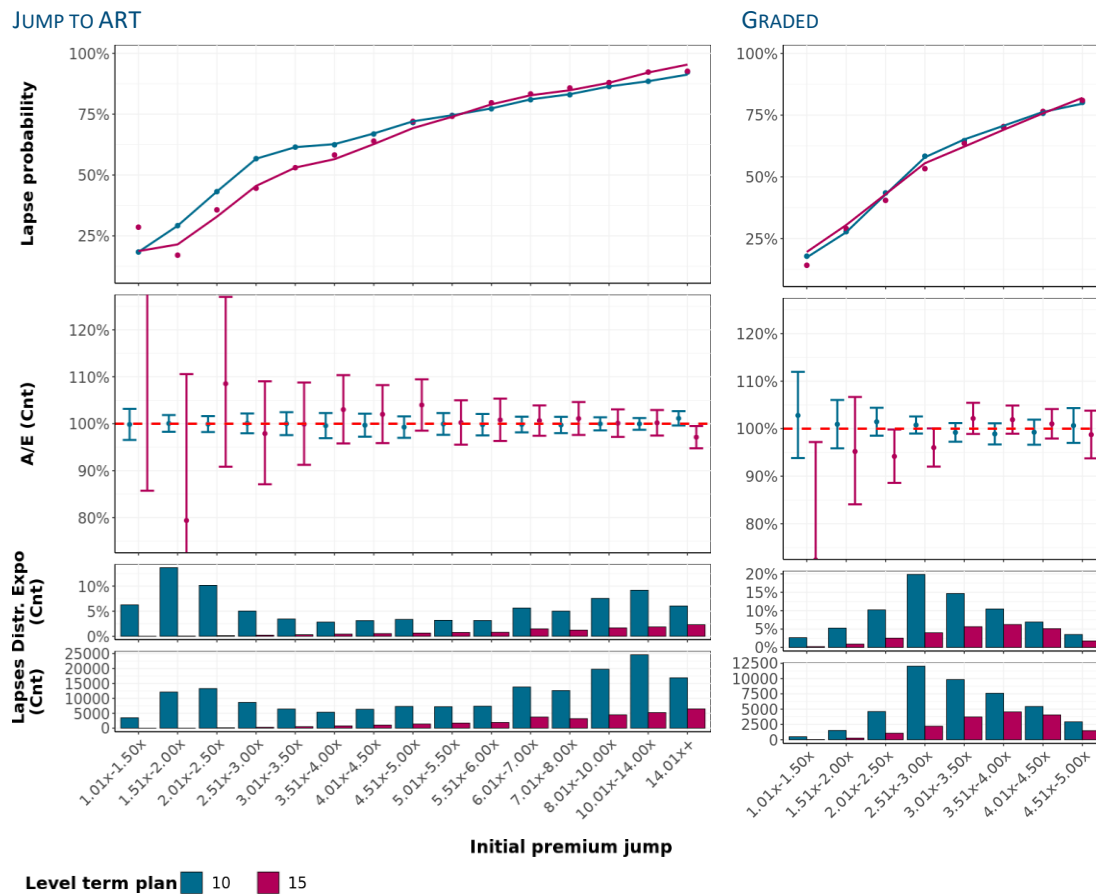 JUMP TO ART
GRADED
Lapse probability
100%
75%
50%
25%
100%
75%
50%
25%
A/E (Cnt)
120%
110%
100%
90%
80%
120%
110%
100%
90%
80%
Distr. Expo
(Cnt)
10%
5%
0%
20%
15%
10%
5%
0%
Lapses
(Cnt)
25000
20000
15000
10000
5000
0
12500
10000
7500
5000
2500
0
1.01x-1.50x
1.51x-2.00x
2.01x-2.50x
2.51x-3.00x
3.01x-3.50x
3.51x-4.00x
4.01x-4.50x
4.51x-5.00x
5.01x-5.50x
5.51x-6.00x
6.01x-7.00x
7.01x-8.00x
8.01x-10.00x
10.01x-14.00x
14.01x+
1.01x-1.50x
1.51x-2.00x
2.01x-2.50x
2.51x-3.00x
3.01x-3.50x
3.51x-4.00x
4.01x-4.50x
4.51x-5.00x
Initial premium jump
Level term plan 10 15